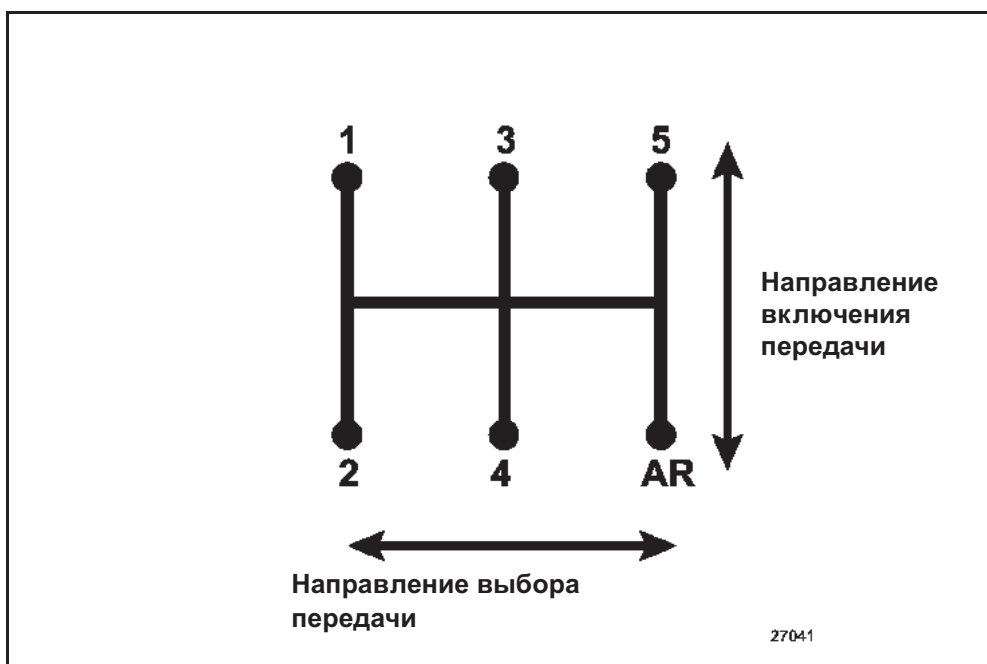 1 3 5
Направление
включения
передачи
2 4 AR
Направление выбора
передачи
27041